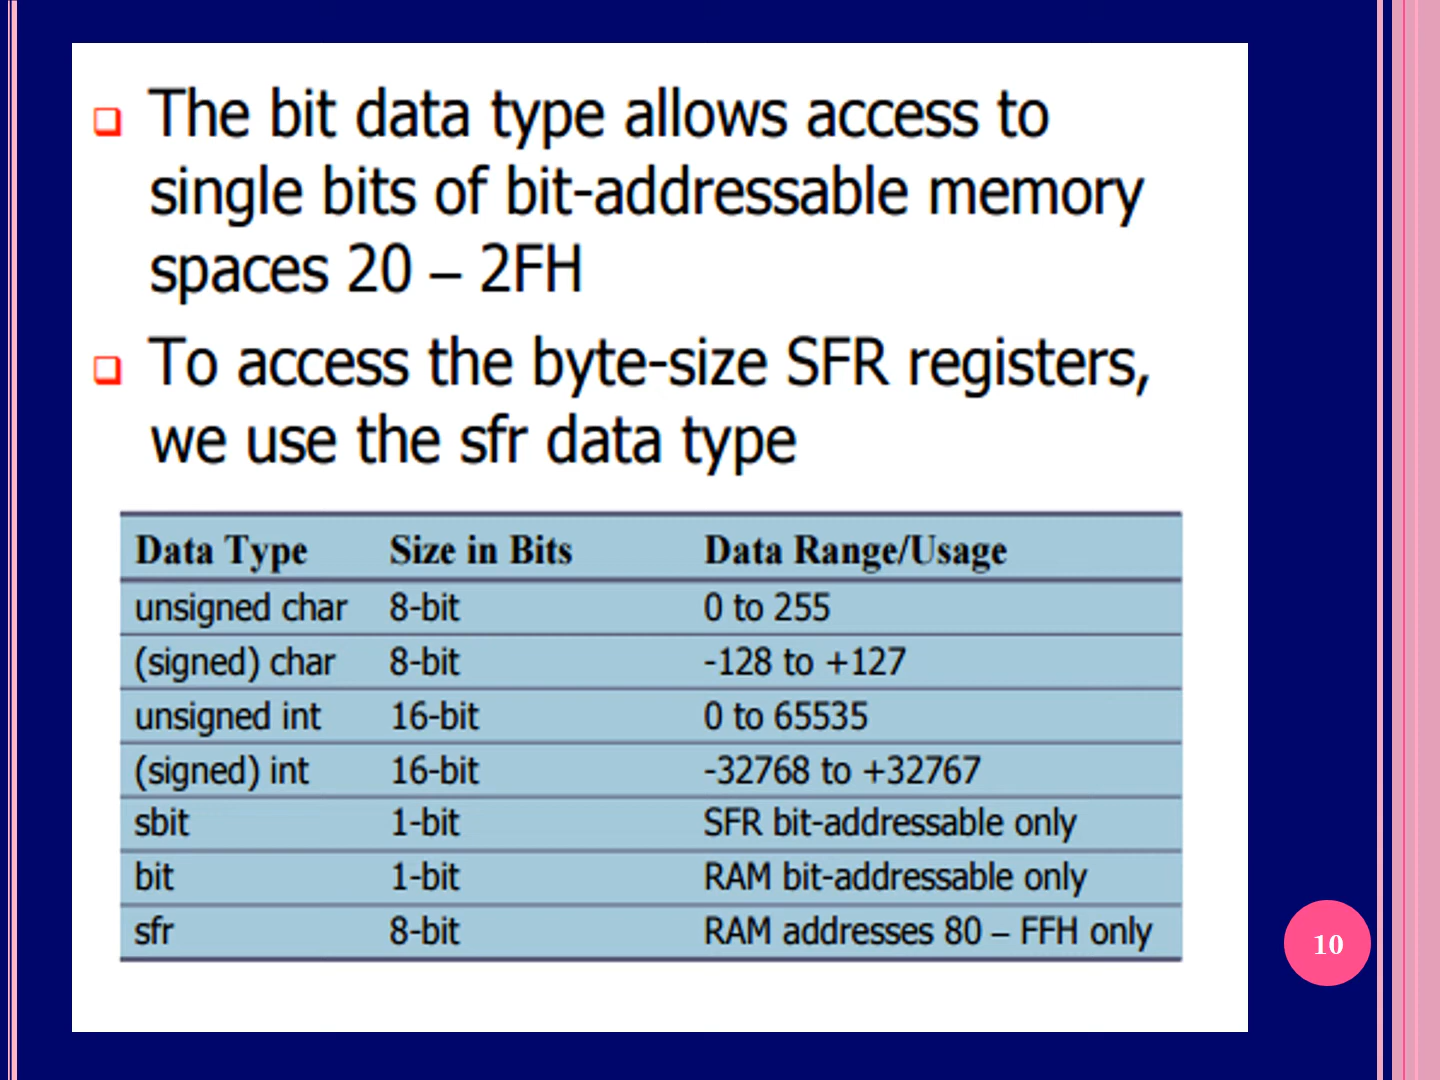 The bit data type allows access to
single bits of bit-addressable memory
spaces 20 – 2FH
To access the byte-size SFR registers,
we use the sfr data type
Data Type Size in Bits Data Range/Usage
unsigned char 8-bit 0 to 255
(signed) char 8-bit -128 to +127
unsigned int 16-bit 0 to 65535
(signed) int 16-bit -32768 to +32767
sbit 1-bit SFR bit-addressable only
bit 1-bit RAM bit-addressable only
sfr 8-bit RAM addresses 80 – FFH only
10